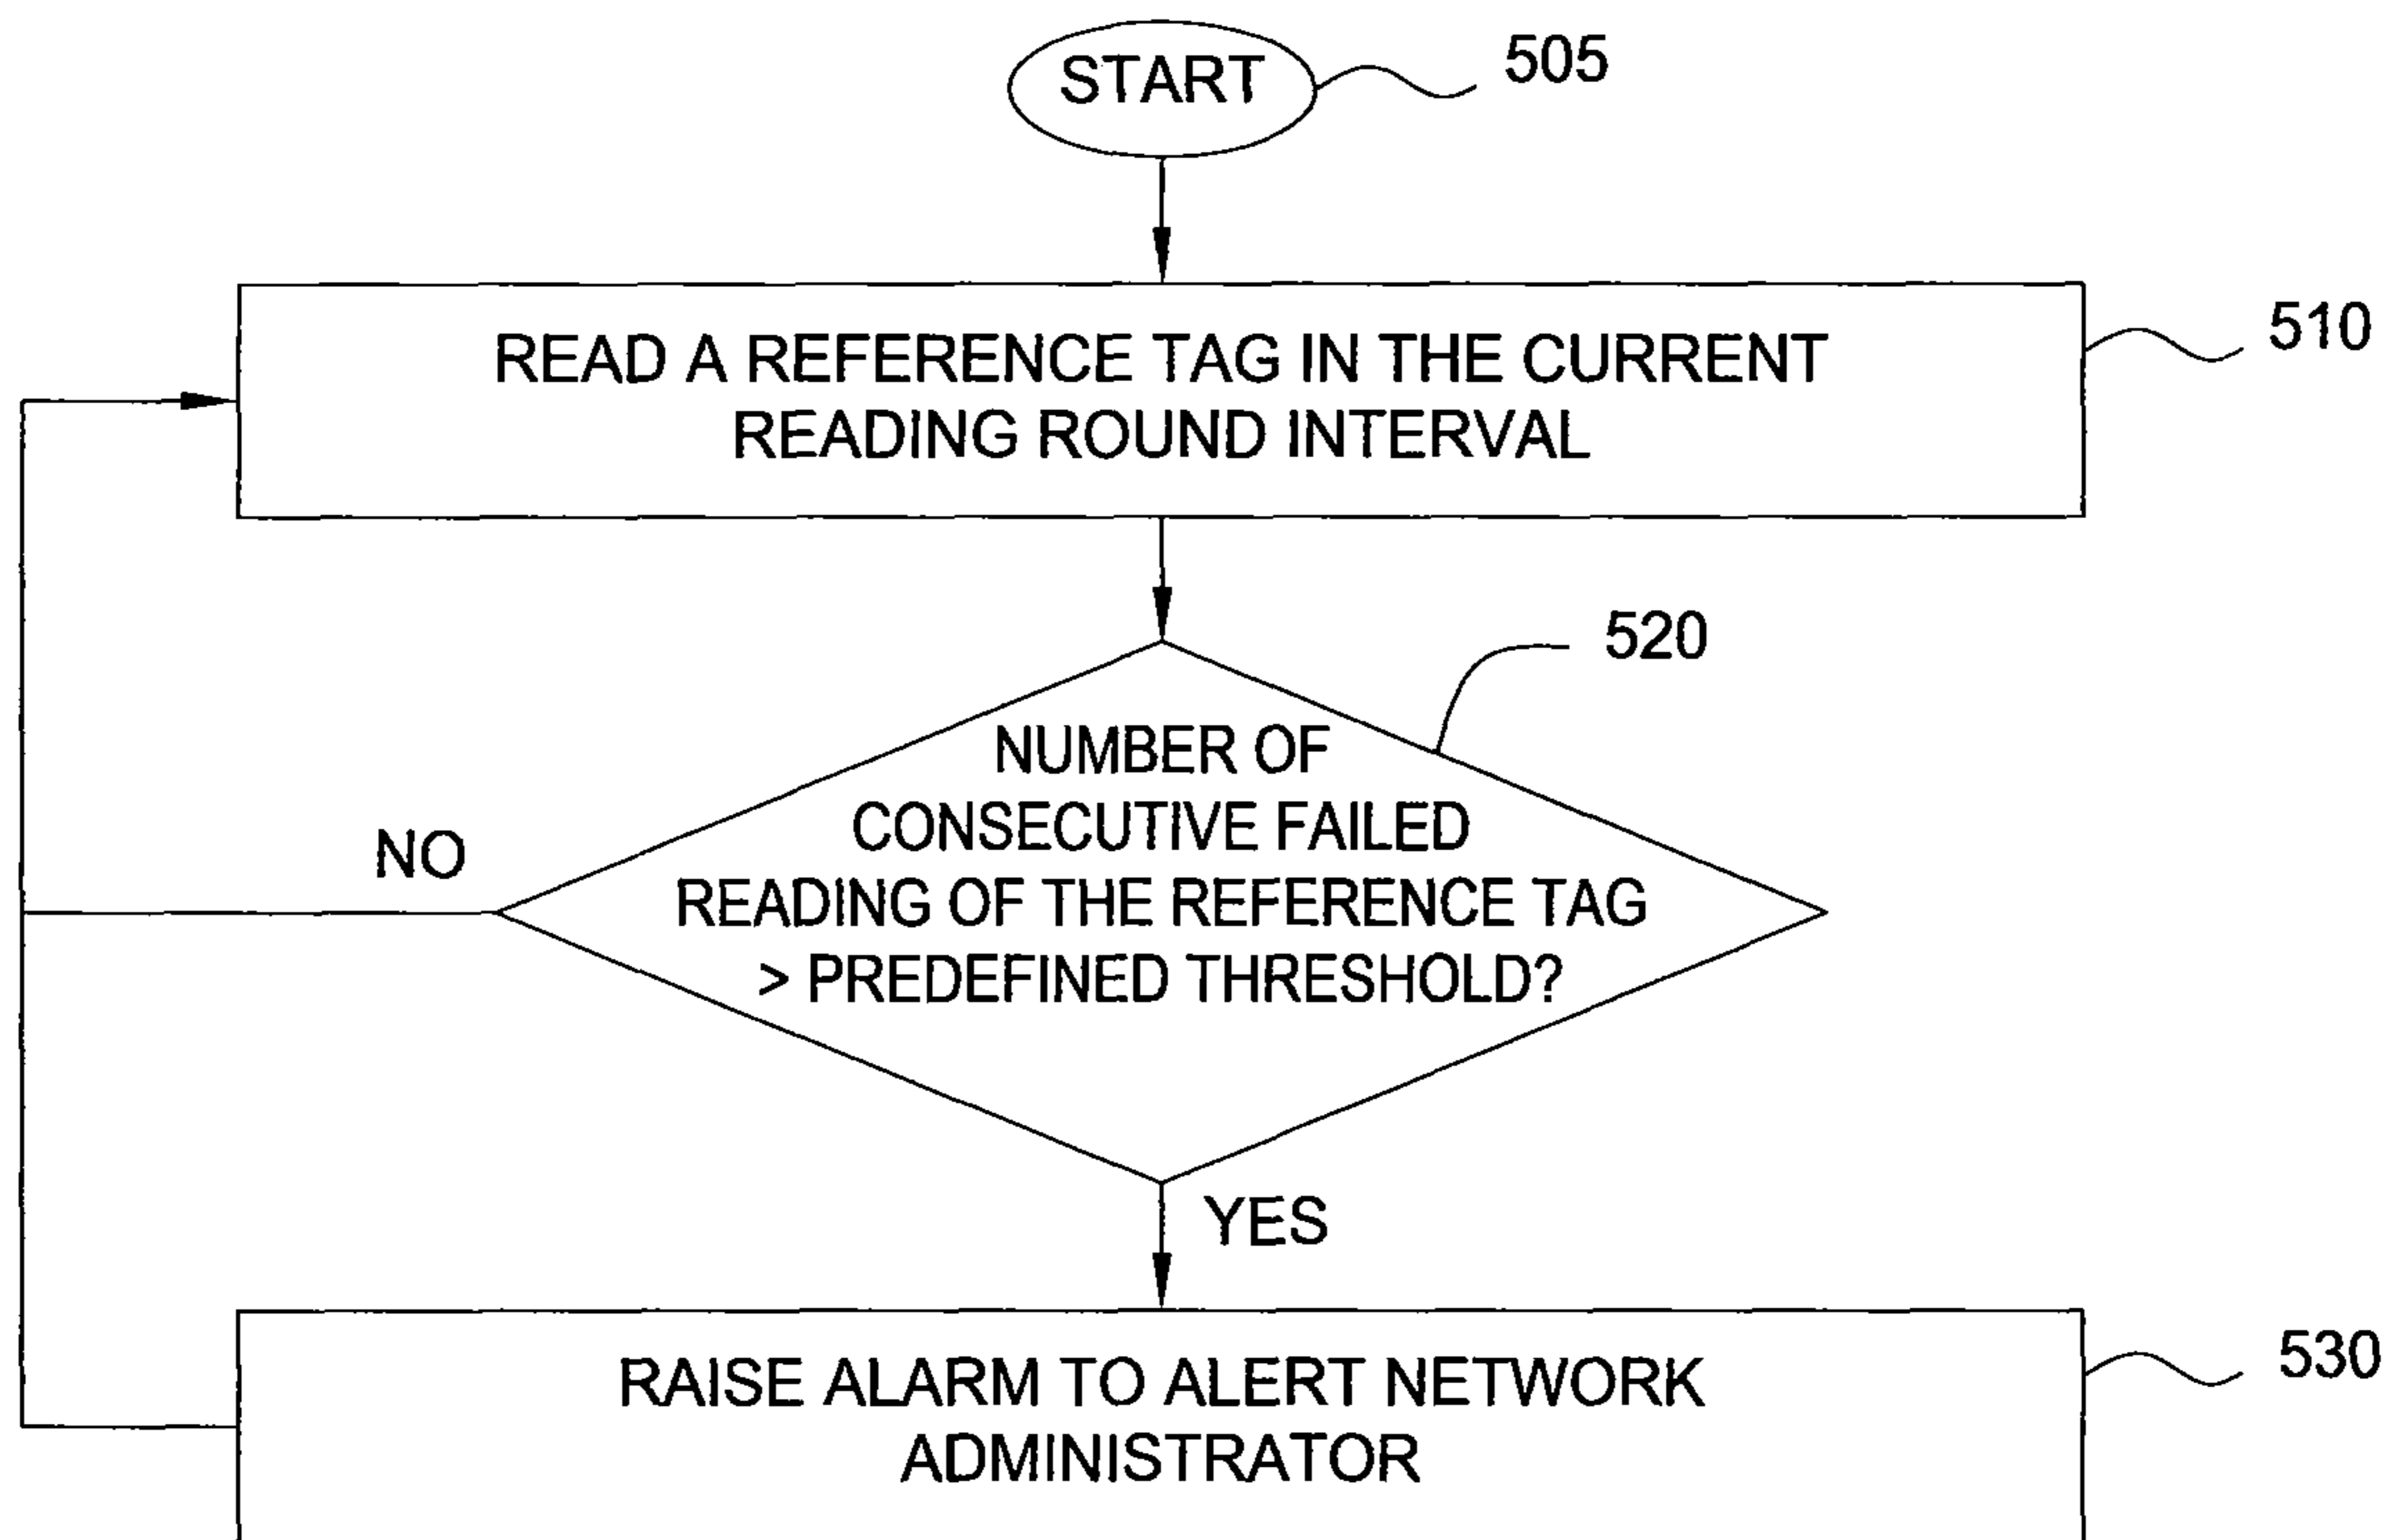 START
505
READ A REFERENCE TAG IN THE CURRENT
READING ROUND INTERVAL
510
520
NUMBER OF
CONSECUTIVE FAILED
READING OF THE REFERENCE TAG
> PREDEFINED THRESHOLD?
NO
YES
RAISE ALARM TO ALERT NETWORK
ADMINISTRATOR
530